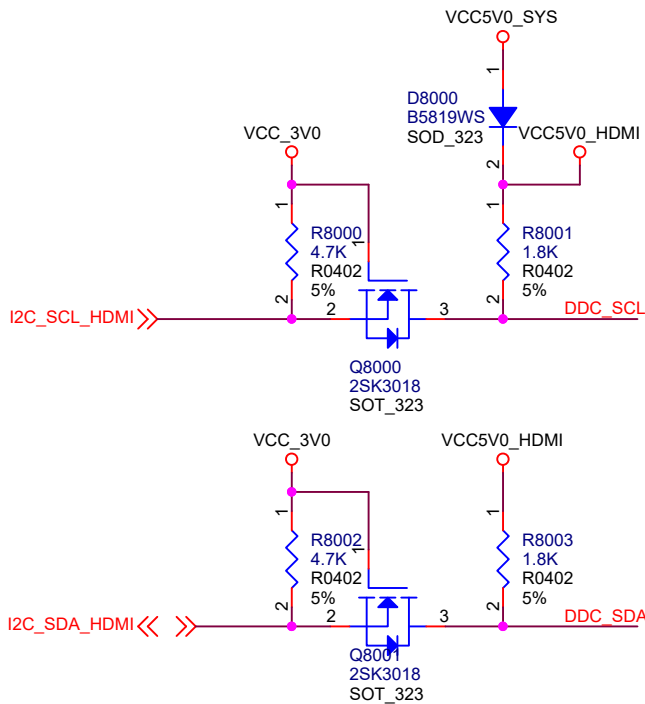 VCC5V0_SYS
1
D8000
B5819WS
SOD_323
2
VCC_3V0
VCC5V0_HDMI
1
R8000
4.7K
R0402
5%
2
1
1
R8001
1.8K
R0402
5%
2
I2C_SCL_HDMI
2
3
DDC_SCL
Q8000
2SK3018
SOT_323
VCC_3V0
VCC5V0_HDMI
1
R8002
4.7K
R0402
5%
2
1
1
R8003
1.8K
R0402
5%
2
I2C_SDA_HDMI
2
3
DDC_SDA
Q8001
2SK3018
SOT_323